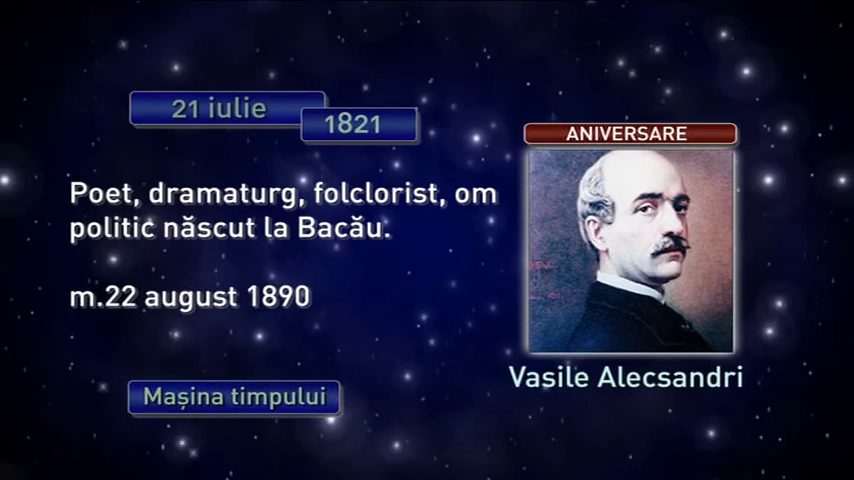 21 iulie
1821
ANIVERSARE
Poet, dramaturg, folclorist, om
politic născut la Bacău.
m.22 august 1890
Vasile Alecsandri
Mașina timpului